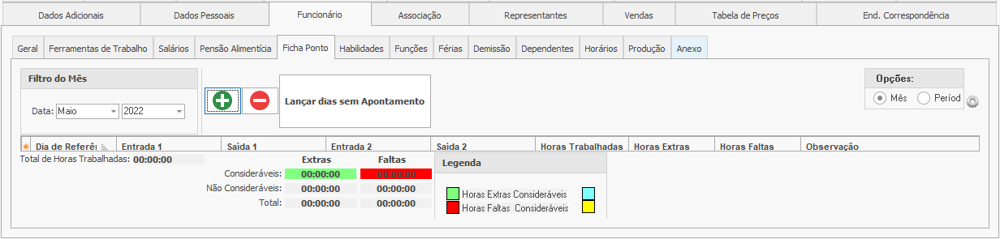 Dados Adicionais Dados Pessoais Funcionário Associação Representantes Vendas Tabela de Preços End. Correspondência
Geral Ferramentas de Trabalho Salários Pensão Alimentícia Ficha Ponto Habilidades Funções Férias Demissão Dependentes Horários Produção Anexo
Filtro do Mês
Data: Maio 2022
Lançar dias sem Apontamento
Opções:
Mês Períod
Dia de Referên Entrada 1 Saída 1 Entrada 2 Saída 2 Horas Trabalhadas Horas Extras Horas Faltas Observação
Total de Horas Trabalhadas: 00:00:00
Extras Faltas
Consideráveis: 00:00:00 00:00:00
Não Consideráveis: 00:00:00 00:00:00
Total: 00:00:00 00:00:00
Legenda
Horas Extras Consideráveis
Horas Faltas Consideráveis